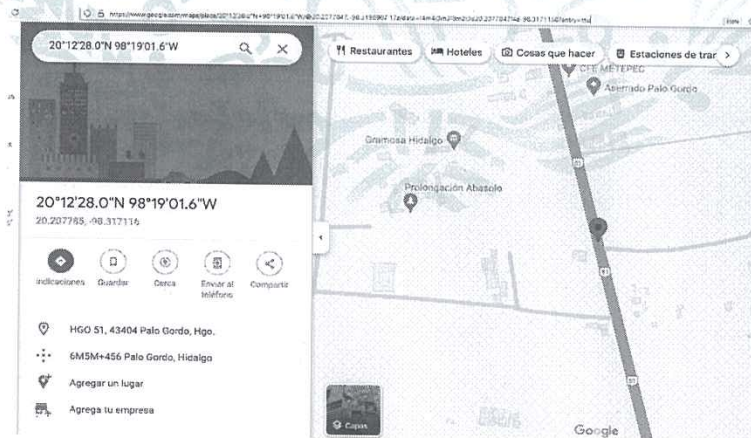 20°12'28.0"N 98°19'01.6"W
20°12'28.0"N 98°19'01.6"W
20.207785, -98.317116
Indicaciones
Guardar
Cerca
Enviar al
teléfono
Compartir
HGO 51, 43404 Palo Gordo, Hgo.
6M5M+456 Palo Gordo, Hidalgo
Agregar un lugar
Agrega tu empresa
Restaurantes
Hoteles
Cosas que hacer
Estaciones de tran
CFE METEPEC
Aserrado Palo Gordo
Gramosa Hidalgo
Prolongación Abasolo
Capas
Google